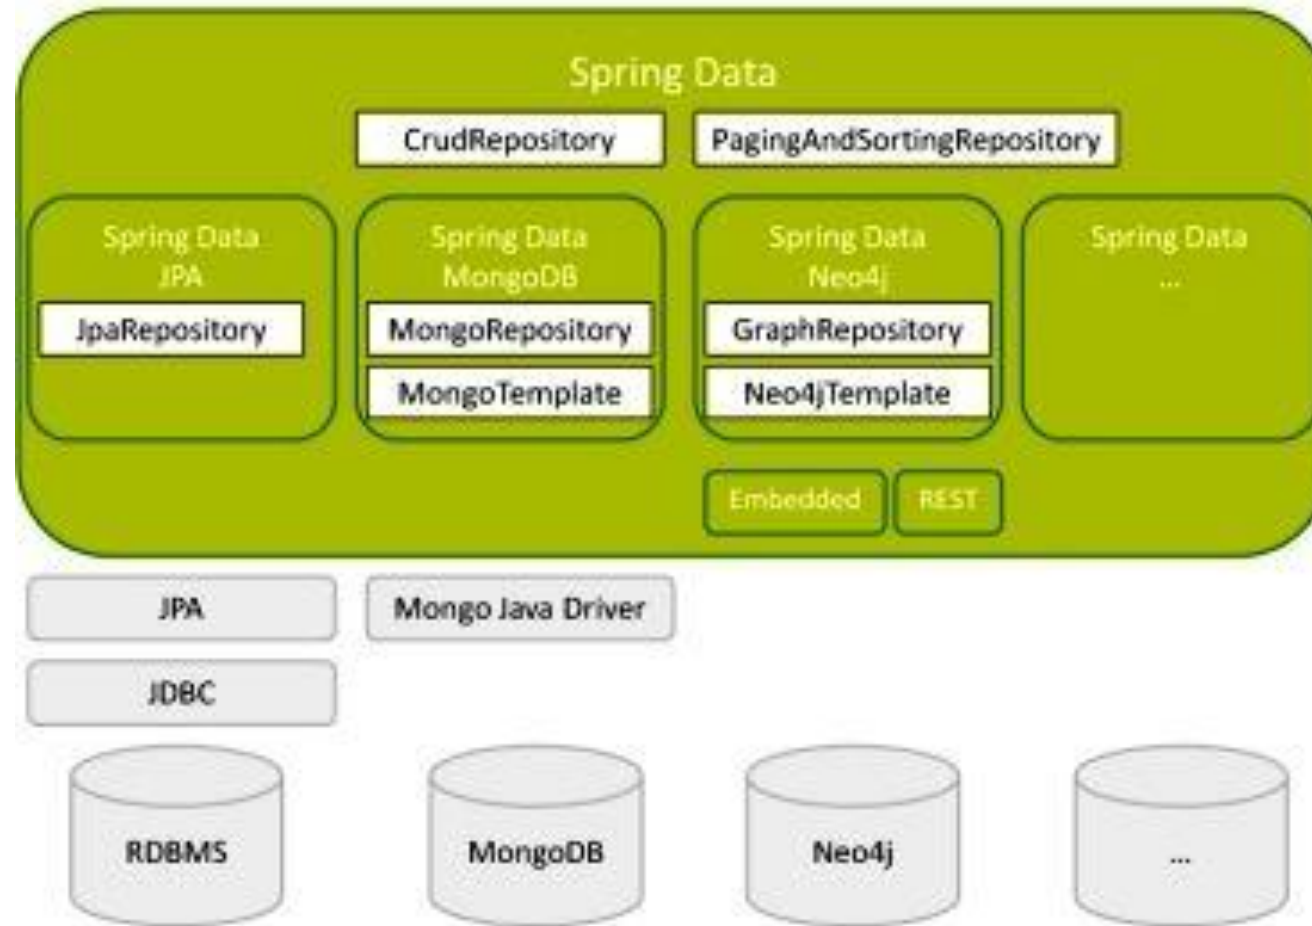 Spring Data
CrudRepository
PagingAndSortingRepository
Spring Data
JPA
JpaRepository
Spring Data
MongoDB
MongoRepository
MongoTemplate
Spring Data
Neo4j
GraphRepository
Neo4jTemplate
Spring Data
...
Embedded
REST
JPA
Mongo Java Driver
JDBC
RDBMS
MongoDB
Neo4j
...